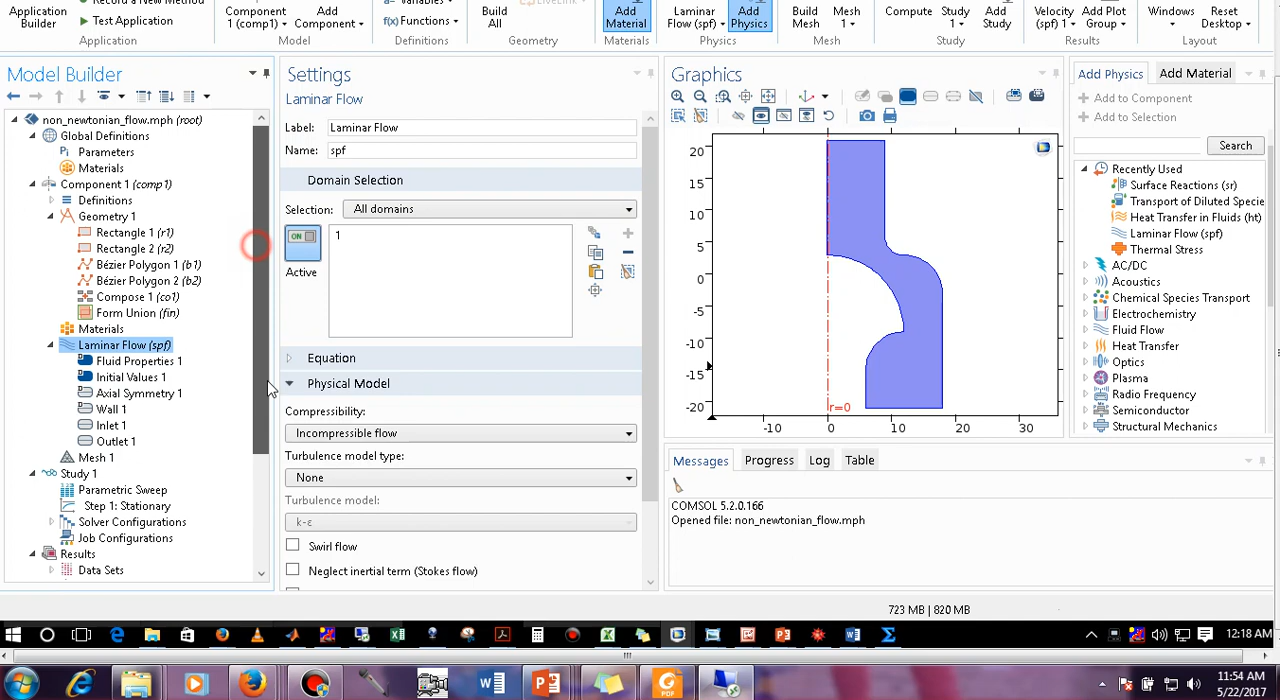 Record a New Method
Application Builder
Test Application
Application
Component 1 (comp1)
Add Component
Model
Variables
f(x) Functions
Definitions
Build All
LiveLink
Geometry
Add Material
Materials
Laminar Flow (spf)
Add Physics
Physics
Build Mesh
Mesh 1
Mesh
Compute
Study 1
Add Study
Study
Velocity (spf) 1
Add Plot Group
Results
Windows
Reset Desktop
Layout
Model Builder
non_newtonian_flow.mph (root)
Global Definitions
Pi Parameters
Materials
Component 1 (comp1)
Definitions
Geometry 1
Rectangle 1 (r1)
Rectangle 2 (r2)
Bézier Polygon 1 (b1)
Bézier Polygon 2 (b2)
Compose 1 (co1)
Form Union (fin)
Materials
Laminar Flow (spf)
Fluid Properties 1
Initial Values 1
Axial Symmetry 1
Wall 1
Inlet 1
Outlet 1
Mesh 1
Study 1
Parametric Sweep
Step 1: Stationary
Solver Configurations
Job Configurations
Results
Data Sets
Settings
Laminar Flow
Label: Laminar Flow
Name: spf
Domain Selection
Selection: All domains
ON
Active
1
Equation
Physical Model
Compressibility:
Incompressible flow
Turbulence model type:
None
Turbulence model:
k-ε
Swirl flow
Neglect inertial term (Stokes flow)
Graphics
20
15
10
5
0
-5
-10
-15
-20
r=0
-10 0 10 20 30
Messages Progress Log Table
COMSOL 5.2.0.166
Opened file: non_newtonian_flow.mph
Add Physics Add Material
Add to Component
Add to Selection
Search
Recently Used
Surface Reactions (sr)
Transport of Diluted Specie
Heat Transfer in Fluids (ht)
Laminar Flow (spf)
Thermal Stress
AC/DC
Acoustics
Chemical Species Transport
Electrochemistry
Fluid Flow
Heat Transfer
Optics
Plasma
Radio Frequency
Semiconductor
Structural Mechanics
723 MB | 820 MB
12:18 AM
11:54 AM
5/22/2017